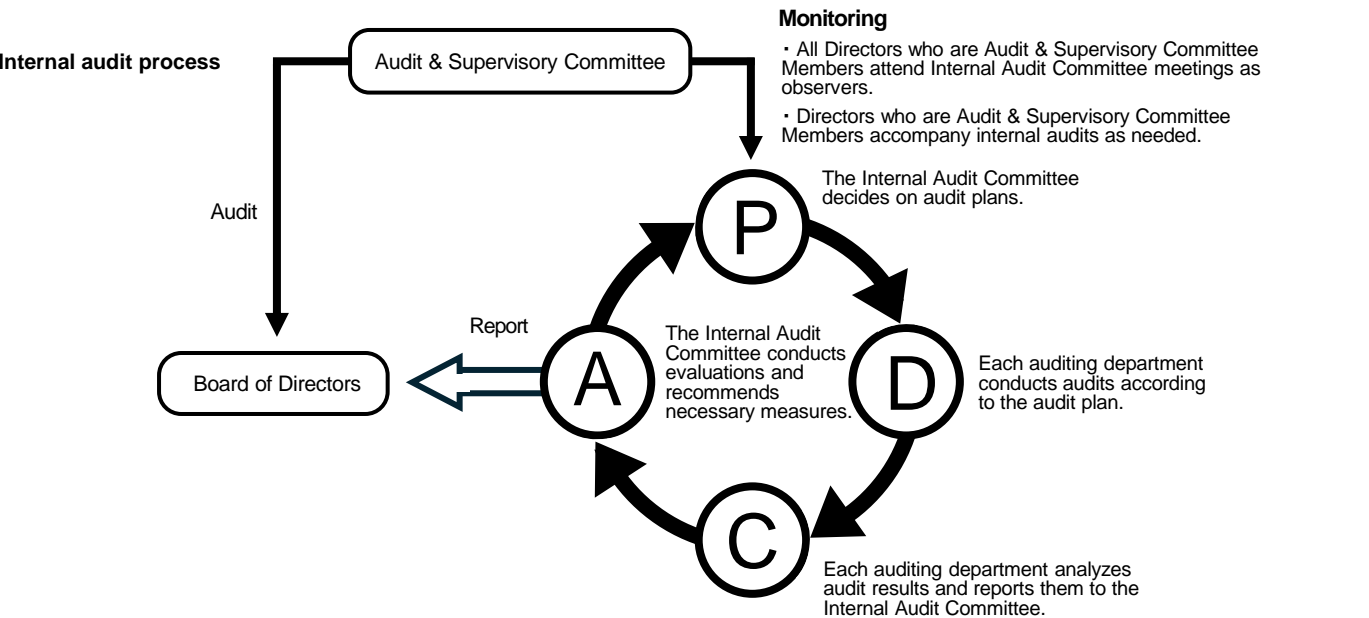 Internal audit process
Audit & Supervisory Committee
Monitoring
・All Directors who are Audit & Supervisory Committee
Members attend Internal Audit Committee meetings as
observers.
・Directors who are Audit & Supervisory Committee
Members accompany internal audits as needed.
The Internal Audit Committee
decides on audit plans.
P
Audit
Report
Board of Directors
A
The Internal Audit
Committee conducts
evaluations and
recommends
necessary measures.
D
Each auditing department
conducts audits according
to the audit plan.
C
Each auditing department analyzes
audit results and reports them to the
Internal Audit Committee.